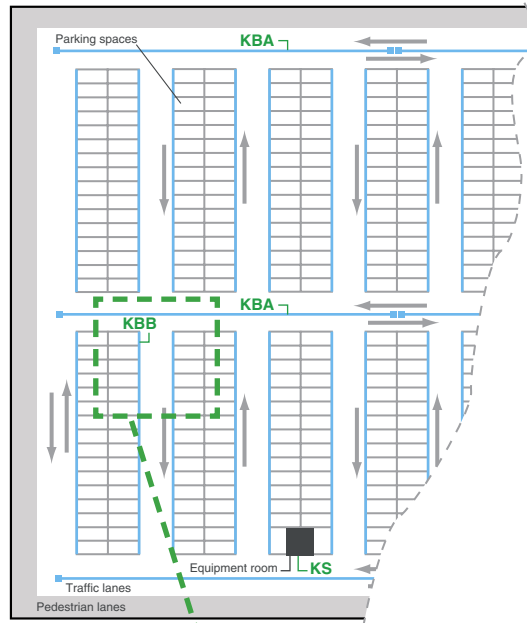 Parking spaces
KBA
KBA
KBB
Equipment room
KS
Traffic lanes
Pedestrian lanes